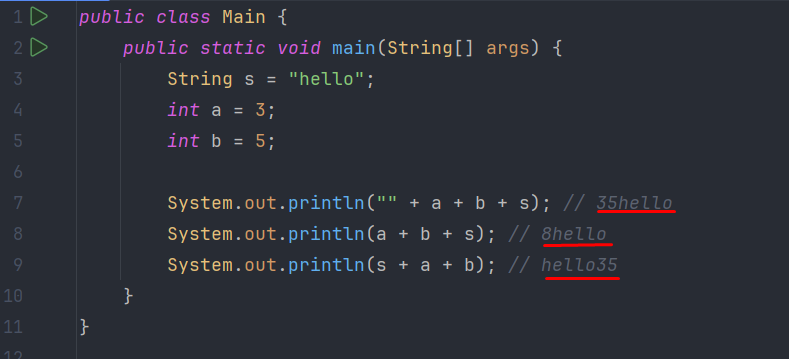 1 public class Main {
2 public static void main(String[] args) {
3 String s = "hello";
4 int a = 3;
5 int b = 5;
6
7 System.out.println("" + a + b + s); // 35hello
8 System.out.println(a + b + s); // 8hello
9 System.out.println(s + a + b); // hello35
10 }
11 }
12